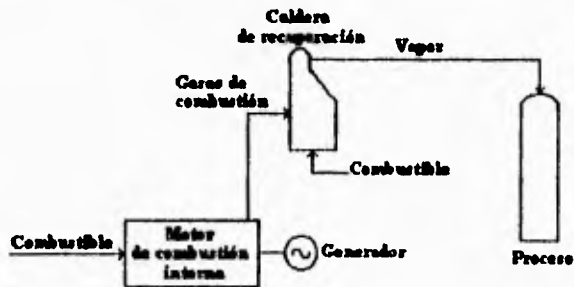 Caldera
de recuperación
Vapor
Gases de
combustión
Combustible
Combustible
Motor
de combustión
interna
Generador
Proceso